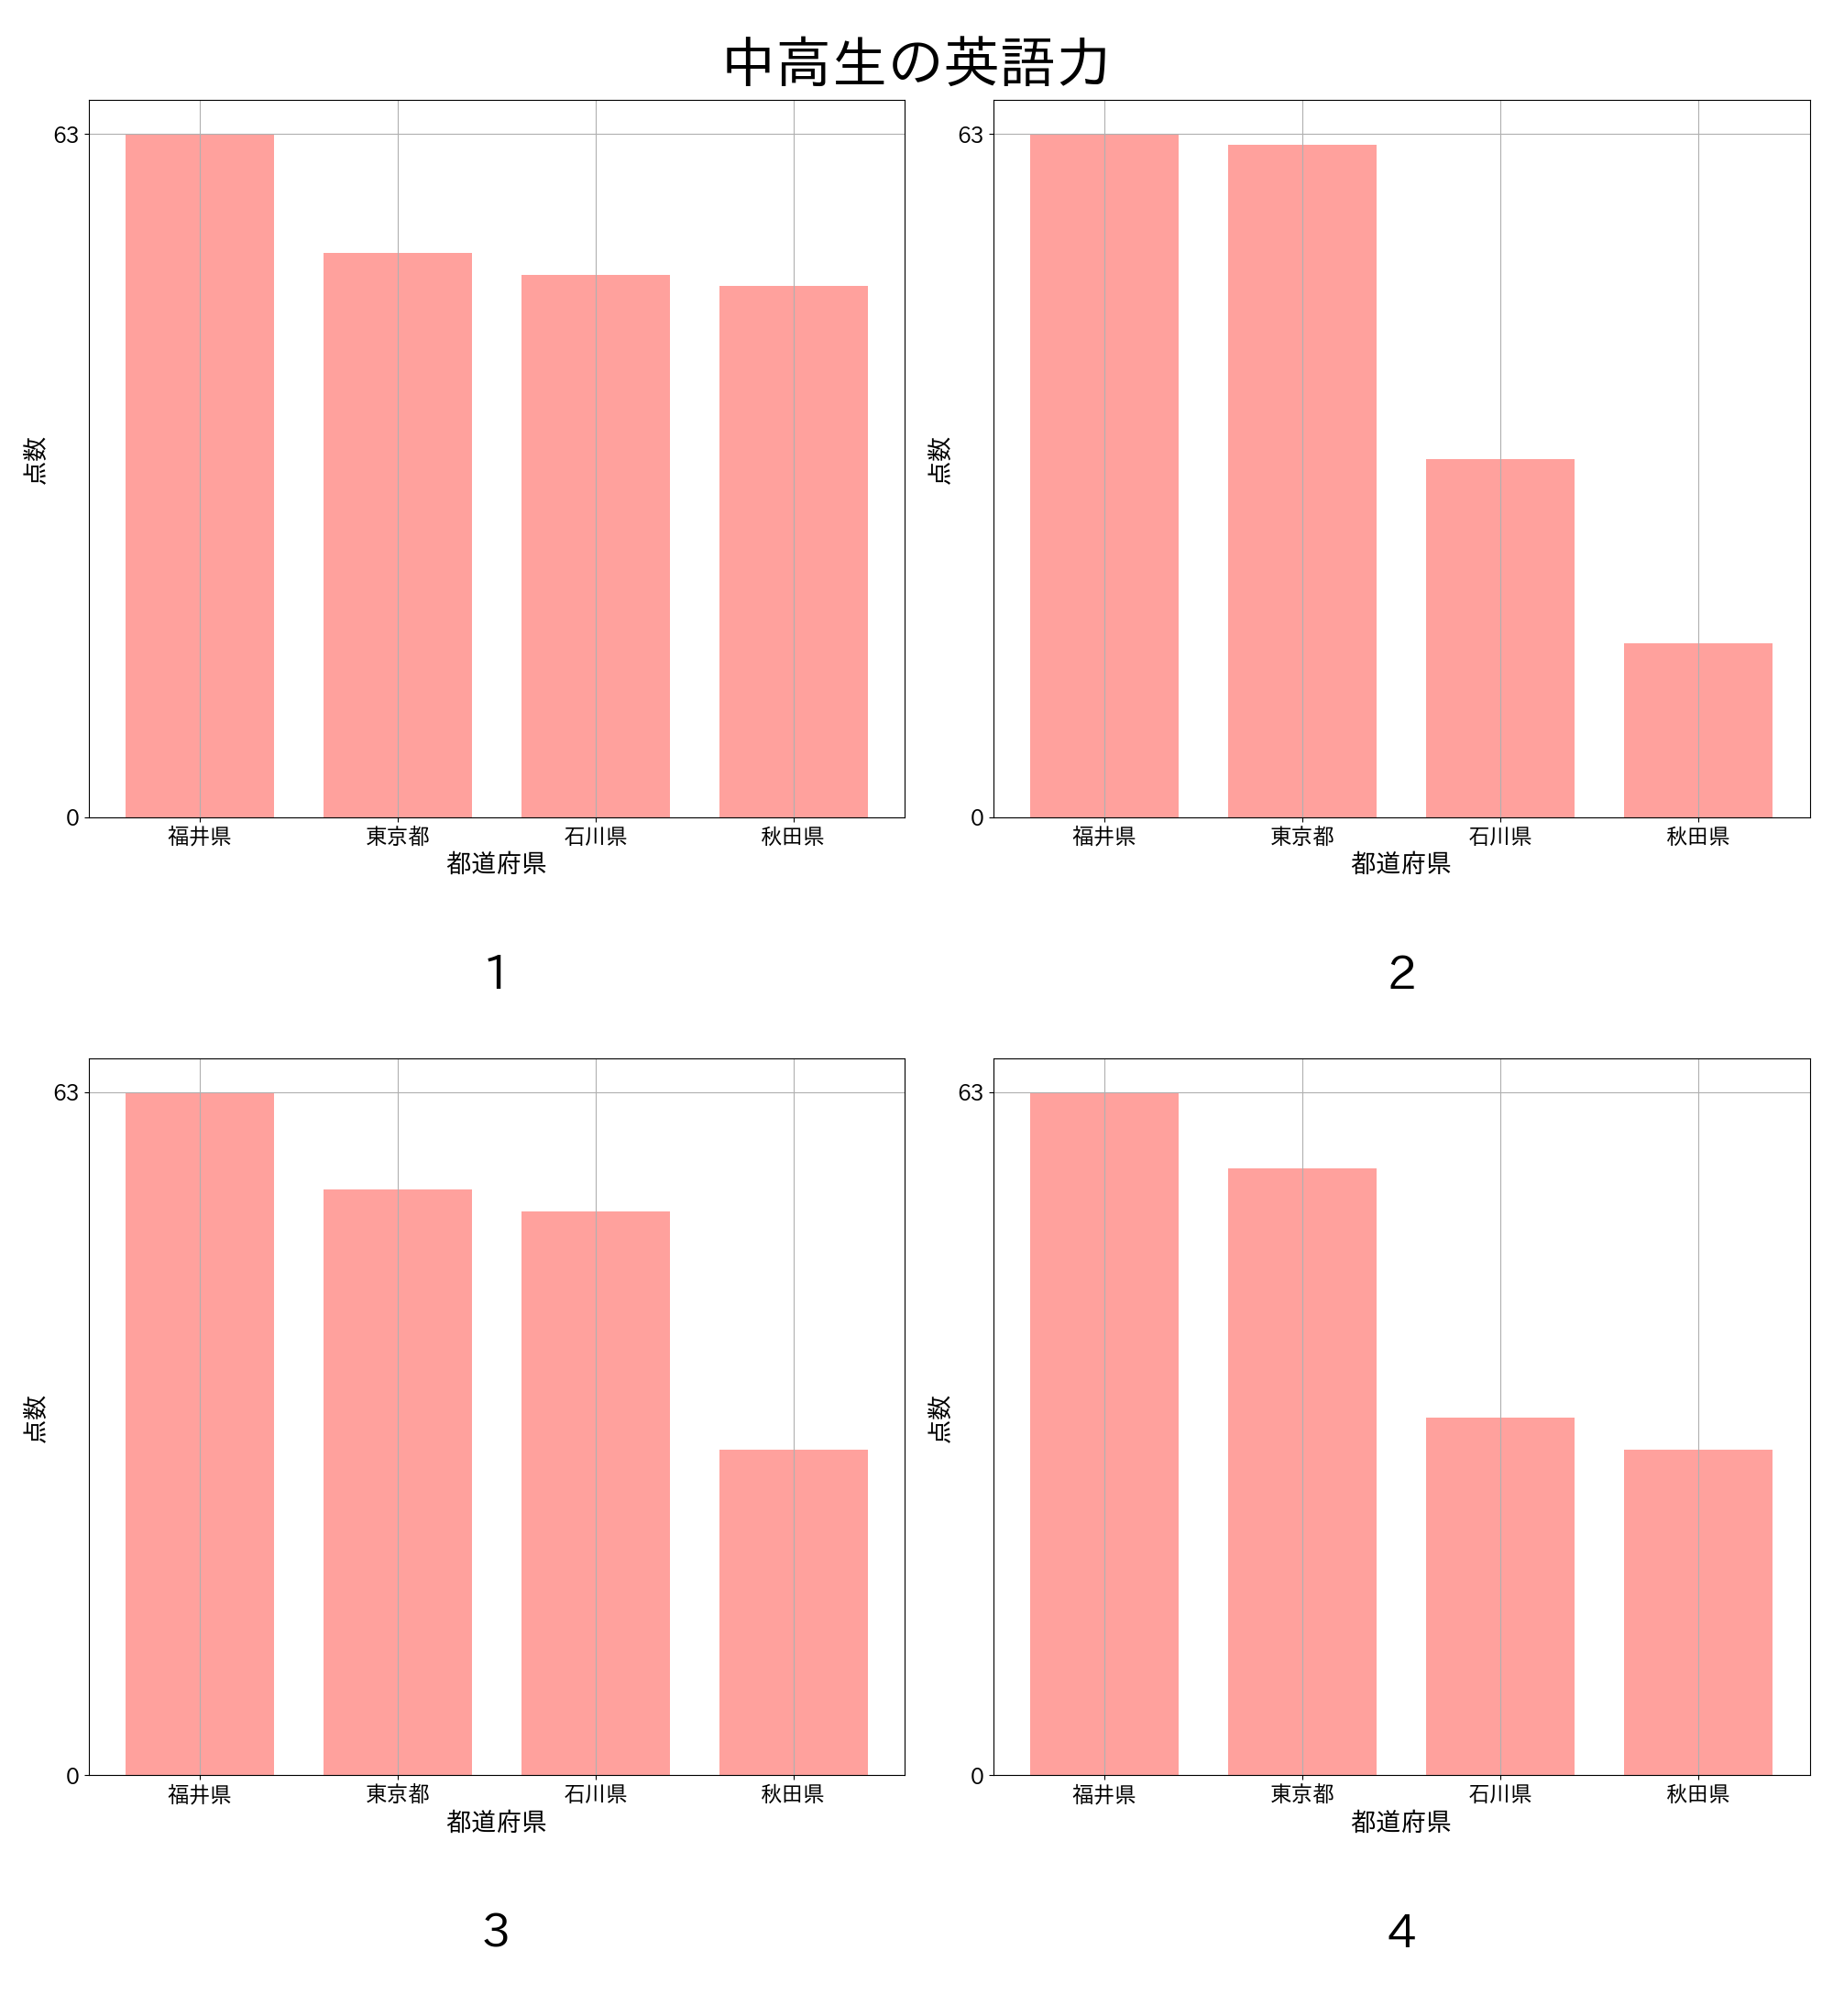 中高生の英語力
63
0
点数
福井県 東京都 石川県 秋田県
都道府県
1
63
0
点数
福井県 東京都 石川県 秋田県
都道府県
2
63
0
点数
福井県 東京都 石川県 秋田県
都道府県
3
63
0
点数
福井県 東京都 石川県 秋田県
都道府県
4